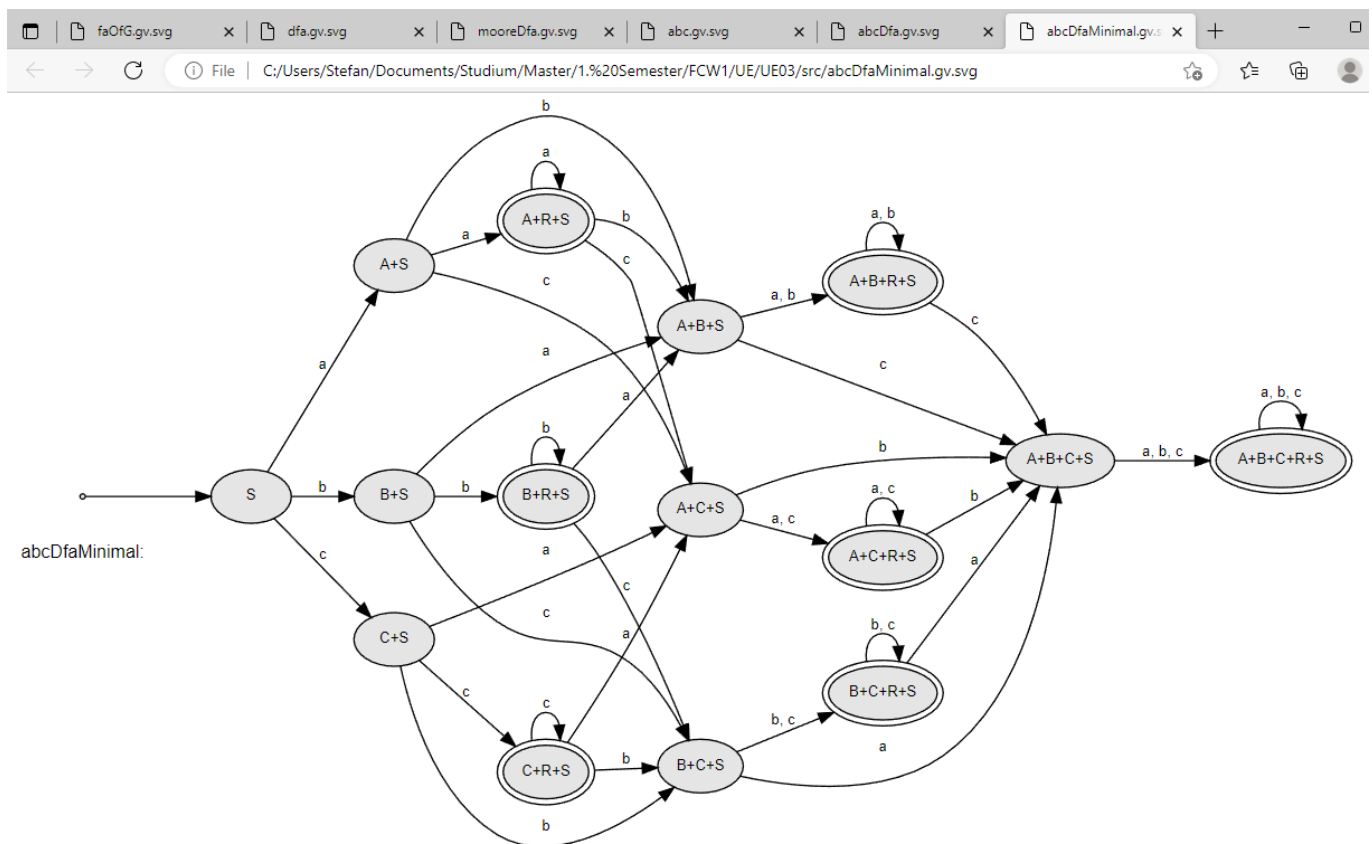 faOfG.gv.svg
dfa.gv.svg
mooreDfa.gv.svg
abc.gv.svg
abcDfa.gv.svg
abcDfaMinimal.gv.s
File
C:/Users/Stefan/Documents/Studium/Master/1.%20Semester/FCW1/UE/UE03/src/abcDfaMinimal.gv.svg
b
a
A+R+S
a, b
b
a
A+S
c
A+B+R+S
c
a, b
c
A+B+S
a
c
a
a, b, c
a
b
b
A+B+C+S
a, b, c
A+B+C+R+S
S
b
B+S
b
B+R+S
a, c
b
A+C+S
a, c
abcDfaMinimal:
c
a
A+C+R+S
a
c
c
b, c
C+S
a
c
c
B+C+R+S
b, c
C+R+S
b
B+C+S
a
b